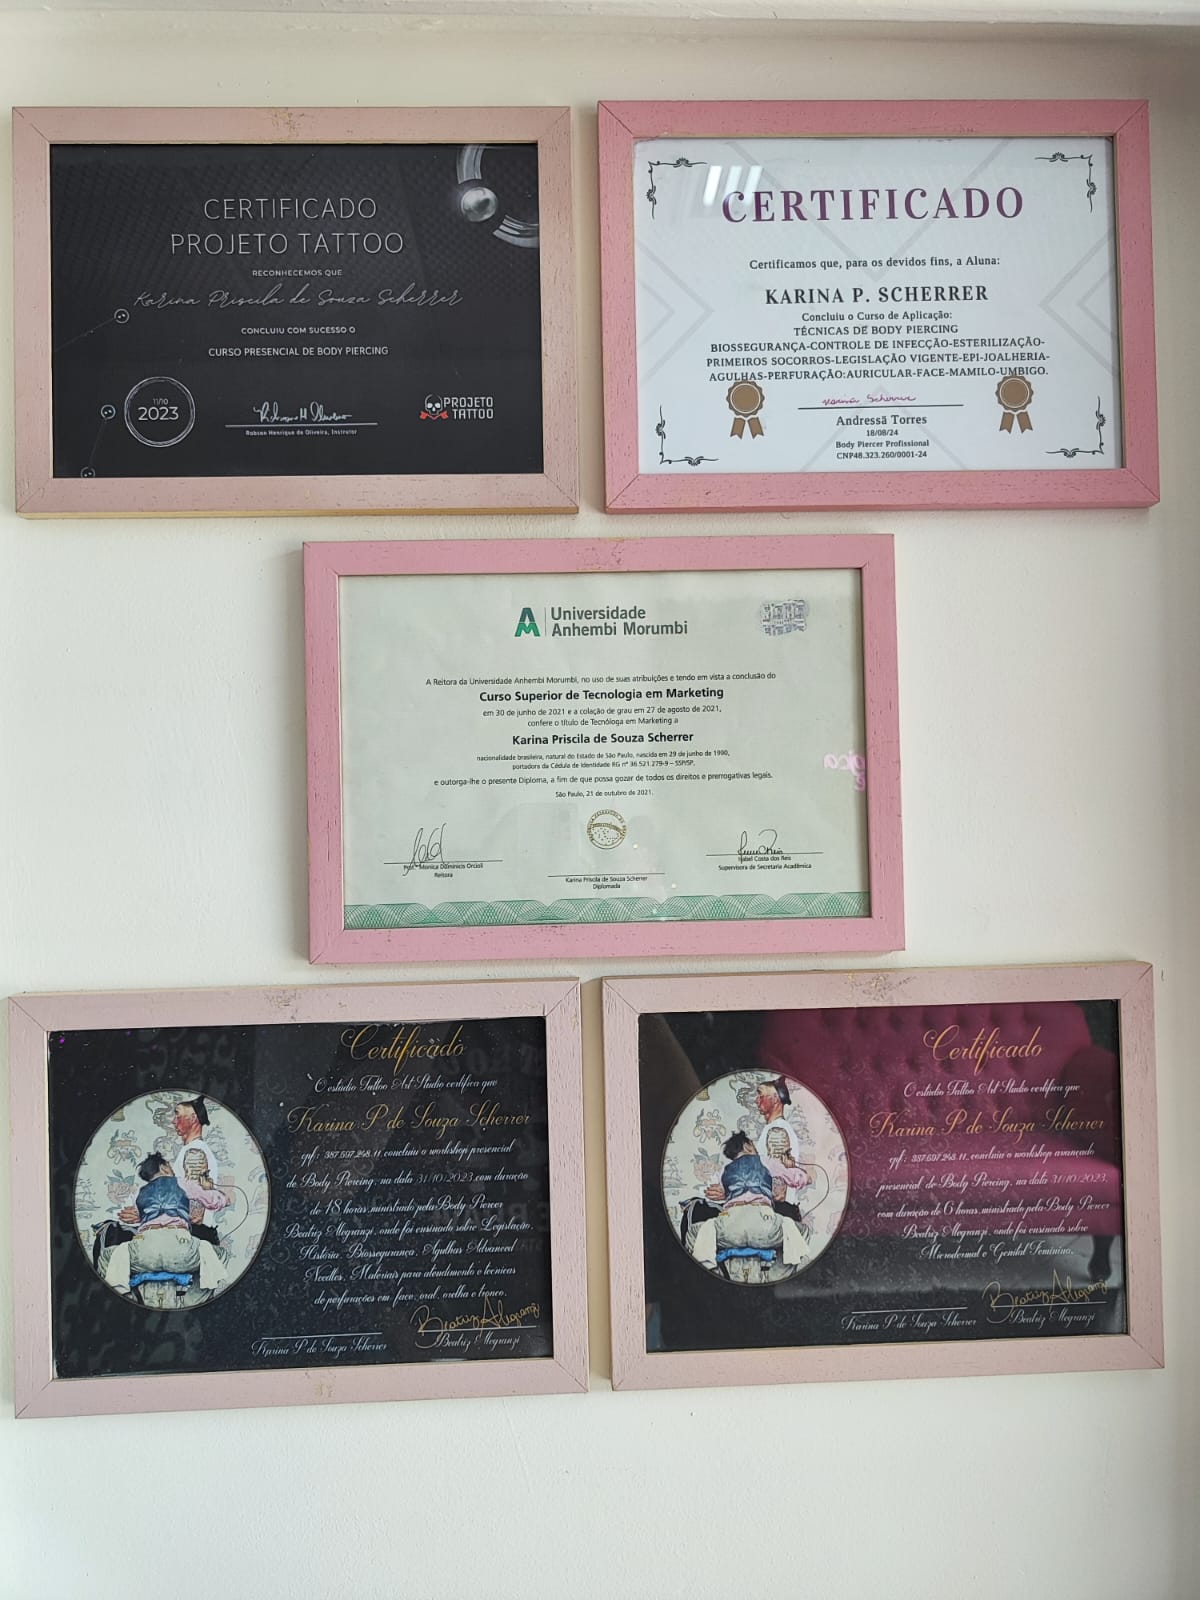 CERTIFICADO
PROJETO TATTOO
RECONHECEMOS QUE
Karina Priscila de Souza Scherrer
CONCLUIU COM SUCESSO O
CURSO PRESENCIAL DE BODY PIERCING
11/10
2023
Robson Henrique de Oliveira, Instrutor
PROJETO
TATTOO
CERTIFICADO
Certificamos que, para os devidos fins, a Aluna:
KARINA P. SCHERRER
Concluiu o Curso de Aplicação:
TÉCNICAS DE BODY PIERCING
BIOSSEGURANÇA-CONTROLE DE INFECÇÃO-ESTERILIZAÇÃO-
PRIMEIROS SOCORROS-LEGISLAÇÃO VIGENTE-EPI-JOALHERIA-
AGULHAS-PERFURAÇÃO:AURICULAR-FACE-MAMILO-UMBIGO.
Karina Scherrer
Andressã Torres
18/08/24
Body Piercer Profissional
CNP48.323.260/0001-24
Universidade
Anhembi Morumbi
A Reitora da Universidade Anhembi Morumbi, no uso de suas atribuições e tendo em vista a conclusão do
Curso Superior de Tecnologia em Marketing
em 30 de junho de 2021 e a colação de grau em 27 de agosto de 2021,
confere o título de Tecnóloga em Marketing a
Karina Priscila de Souza Scherrer
nacionalidade brasileira, natural do Estado de São Paulo, nascida em 29 de junho de 1990,
portadora da Cédula de Identidade RG nº 36.521.279-9 – SSP/SP,
e outorga-lhe o presente Diploma, a fim de que possa gozar de todos os direitos e prerrogativas legais.
São Paulo, 21 de outubro de 2021.
Monica Orcioli
Reitora
Karina Priscila de Souza Scherrer
Diplomada
Isabel Costa dos Reis
Supervisora de Secretaria Acadêmica
Certificado
O estúdio Tattoo Art Studio certifica que
Karina P de Souza Scherrer
cpf: 387.697.248.11, concluiu o workshop presencial
de Body Piercing, na data 31/10/2023 com duração
de 18 horas, ministrado pela Body Piercer
Beatriz Alegranzi, onde foi ensinado sobre Legislação,
História, Biossegurança, Agulhas Advanced
Needles, Materiais para atendimento e técnicas
de perfurações em face, oral, orelha e tronco.
Beatriz Alegranzi
Karina P de Souza Scherrer
Beatriz Alegranzi
Certificado
O estúdio Tattoo Art Studio certifica que
Karina P de Souza Scherrer
cpf: 387.697.248.11, concluiu o workshop avançado
presencial de Body Piercing, na data 31/10/2023,
com duração de 6 horas, ministrado pela Body Piercer
Beatriz Alegranzi, onde foi ensinado sobre
Microdermal e Genital Feminino.
Beatriz Alegranzi
Karina P de Souza Scherrer
Beatriz Alegranzi